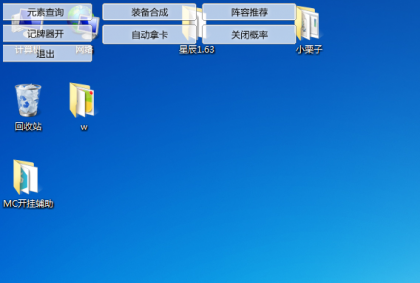 元素查询 装备合成 阵容推荐
记牌器开 自动拿卡 关闭概率
退出
网络 星辰1.63 小栗子
回收站 w
MC开挂辅助